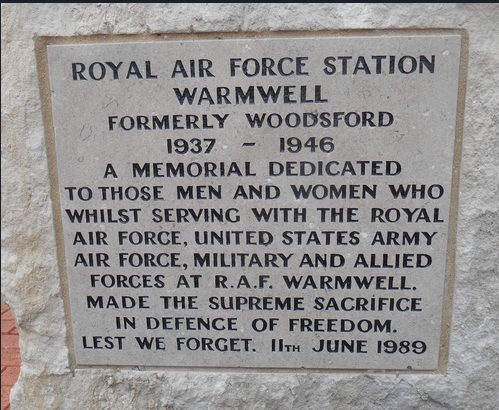 ROYAL AIR FORCE STATION
WARMWELL
FORMERLY WOODSFORD
1937 - 1946
A MEMORIAL DEDICATED
TO THOSE MEN AND WOMEN WHO
WHILST SERVING WITH THE ROYAL
AIR FORCE, UNITED STATES ARMY
AIR FORCE, MILITARY AND ALLIED
FORCES AT R.A.F. WARMWELL.
MADE THE SUPREME SACRIFICE
IN DEFENCE OF FREEDOM.
LEST WE FORGET. 11TH JUNE 1989